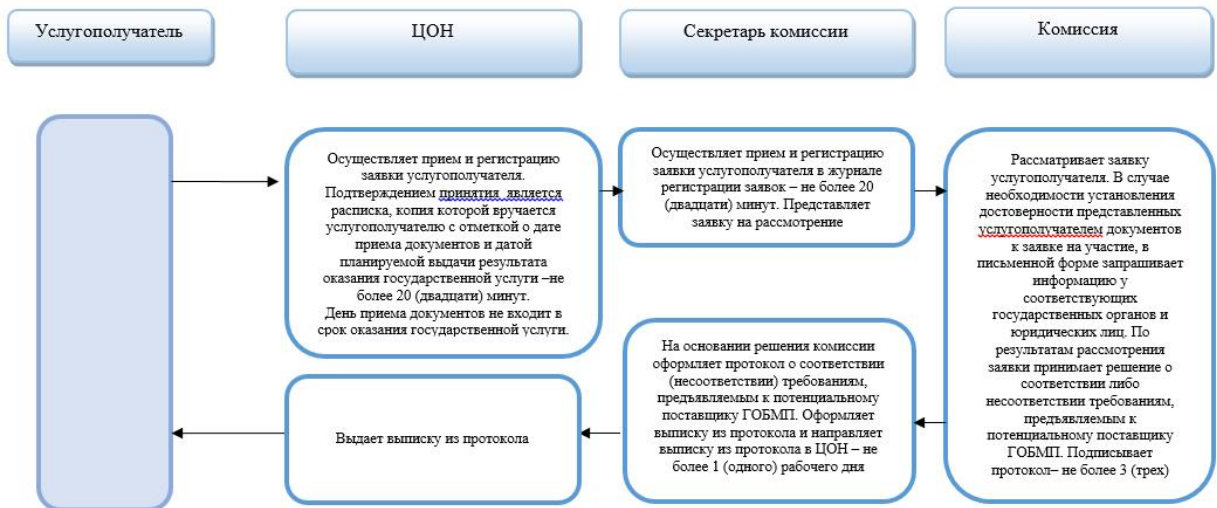 Услугополучатель
ЦОН
Секретарь комиссии
Комиссия
Осуществляет прием и регистрацию
заявки услугополучателя.
Подтверждением принятия является
расписка, копия которой вручается
услугополучателю с отметкой о дате
приема документов и датой
планируемой выдачи результата
оказания государственной услуги –не
более 20 (двадцати) минут.
День приема документов не входит в
срок оказания государственной услуги.
Осуществляет прием и регистрацию
заявки услугополучателя в журнале
регистрации заявок – не более 20
(двадцати) минут. Представляет
заявку на рассмотрение
Рассматривает заявку
услугополучателя. В случае
необходимости установления
достоверности представленных
услугополучателем документов
к заявке на участие, в
письменной форме запрашивает
информацию у
соответствующих
государственных органов и
юридических лиц. По
результатам рассмотрения
заявки принимает решение о
соответствии либо
несоответствии требованиям,
предъявляемым к
потенциальному поставщику
ГОБМП. Подписывает
протокол– не более 3 (трех)
На основании решения комиссии
оформляет протокол о соответствии
(несоответствии) требованиям,
предъявляемым к потенциальному
поставщику ГОБМП. Оформляет
выписку из протокола и направляет
выписку из протокола в ЦОН – не
более 1 (одного) рабочего дня
Выдает выписку из протокола